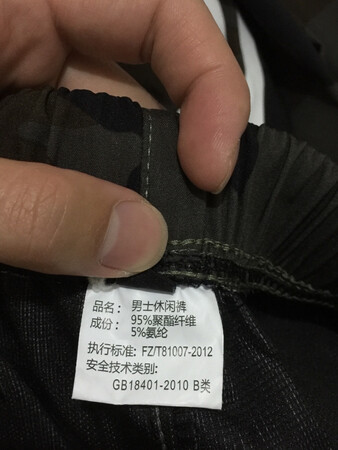 品名： 男士休闲裤
成份： 95%聚酯纤维
5%氨纶
执行标准: FZ/T81007-2012
安全技术类别:
GB18401-2010 B类